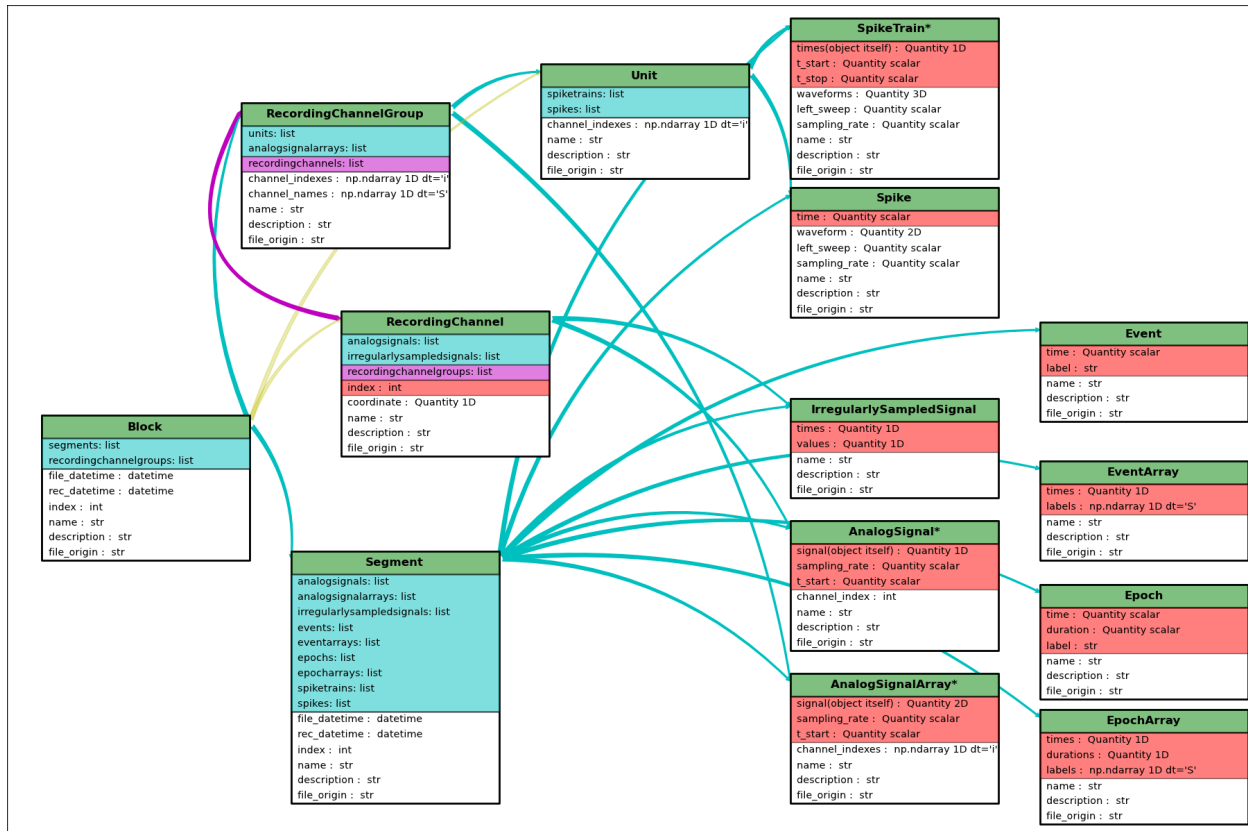 SpikeTrain*
times(object itself) : Quantity 1D
t_start : Quantity scalar
t_stop : Quantity scalar
waveforms : Quantity 3D
left_sweep : Quantity scalar
sampling_rate : Quantity scalar
name : str
description : str
file_origin : str
Unit
spiketrains: list
spikes: list
channel_indexes : np.ndarray 1D dt='i'
name : str
description : str
file_origin : str
RecordingChannelGroup
units: list
analogsignalarrays: list
recordingchannels: list
channel_indexes : np.ndarray 1D dt='i'
channel_names : np.ndarray 1D dt='S'
name : str
description : str
file_origin : str
Spike
time : Quantity scalar
waveform : Quantity 2D
left_sweep : Quantity scalar
sampling_rate : Quantity scalar
name : str
description : str
file_origin : str
RecordingChannel
analogsignals: list
irregularlysampledsignals: list
recordingchannelgroups: list
index : int
coordinate : Quantity 1D
name : str
description : str
file_origin : str
Event
time : Quantity scalar
label : str
name : str
description : str
file_origin : str
IrregularlySampledSignal
times : Quantity 1D
values : Quantity 1D
name : str
description : str
file_origin : str
Block
segments: list
recordingchannelgroups: list
file_datetime : datetime
rec_datetime : datetime
index : int
name : str
description : str
file_origin : str
EventArray
times : Quantity 1D
labels : np.ndarray 1D dt='S'
name : str
description : str
file_origin : str
AnalogSignal*
signal(object itself) : Quantity 1D
sampling_rate : Quantity scalar
t_start : Quantity scalar
channel_index : int
name : str
description : str
file_origin : str
Segment
analogsignals: list
analogsignalarrays: list
irregularlysampledsignals: list
events: list
eventarrays: list
epochs: list
epocharrays: list
spiketrains: list
spikes: list
file_datetime : datetime
rec_datetime : datetime
index : int
name : str
description : str
file_origin : str
Epoch
time : Quantity scalar
duration : Quantity scalar
label : str
name : str
description : str
file_origin : str
AnalogSignalArray*
signal(object itself) : Quantity 2D
sampling_rate : Quantity scalar
t_start : Quantity scalar
channel_indexes : np.ndarray 1D dt='i'
name : str
description : str
file_origin : str
EpochArray
times : Quantity 1D
durations : Quantity 1D
labels : np.ndarray 1D dt='S'
name : str
description : str
file_origin : str